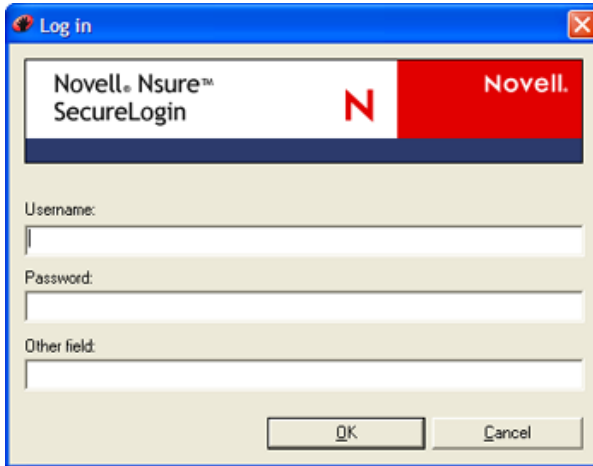 Log in
Novell® Nsure™
SecureLogin
N
Novell®
Username:
Password:
Other field:
OK
Cancel